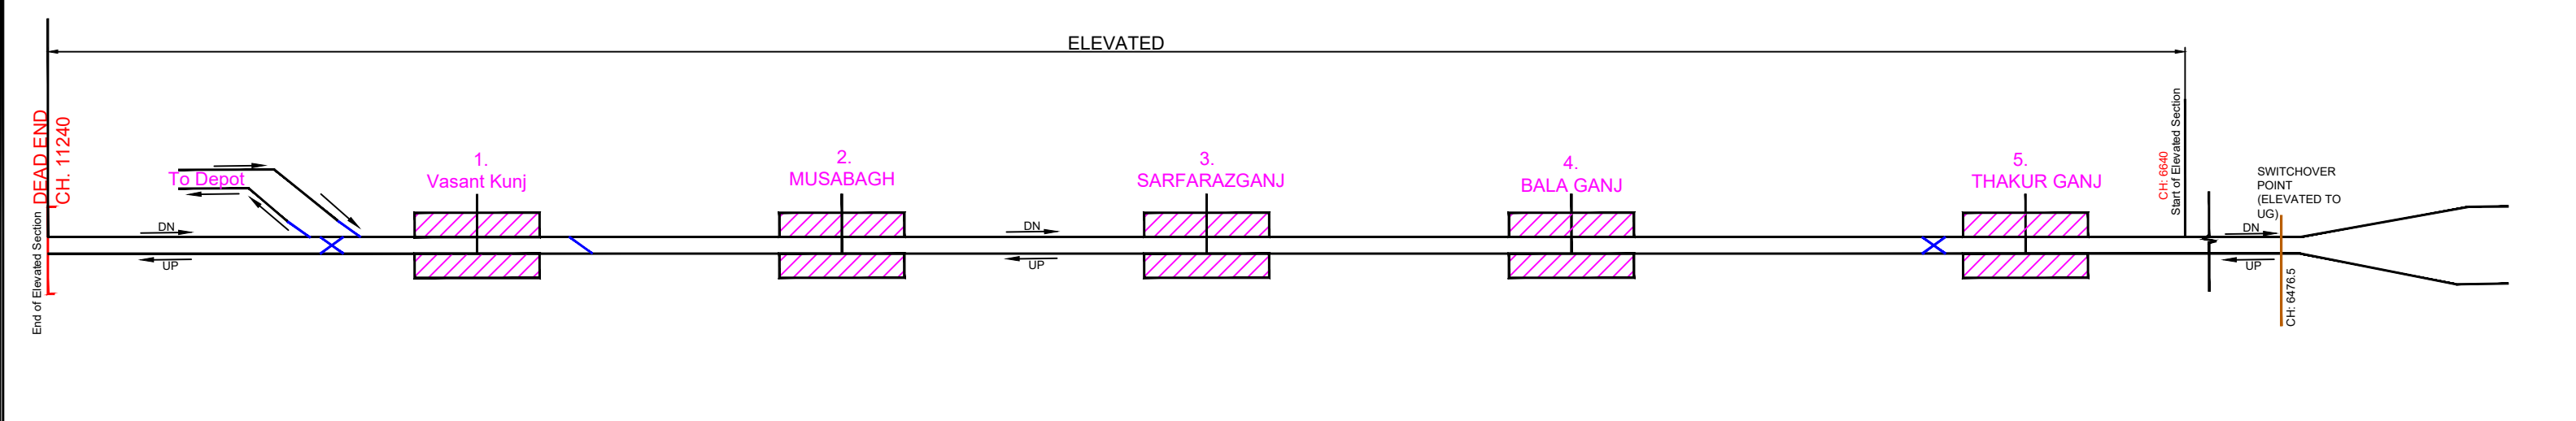 ELEVATED
DEAD END
CH. 11240
End of Elevated Section
To Depot
DN
UP
1.
Vasant Kunj
2.
MUSABAGH
DN
UP
3.
SARFARAZGANJ
4.
BALA GANJ
5.
THAKUR GANJ
CH: 6640
Start of Elevated Section
SWITCHOVER
POINT
(ELEVATED TO
UG)
DN
UP
CH: 6476.5